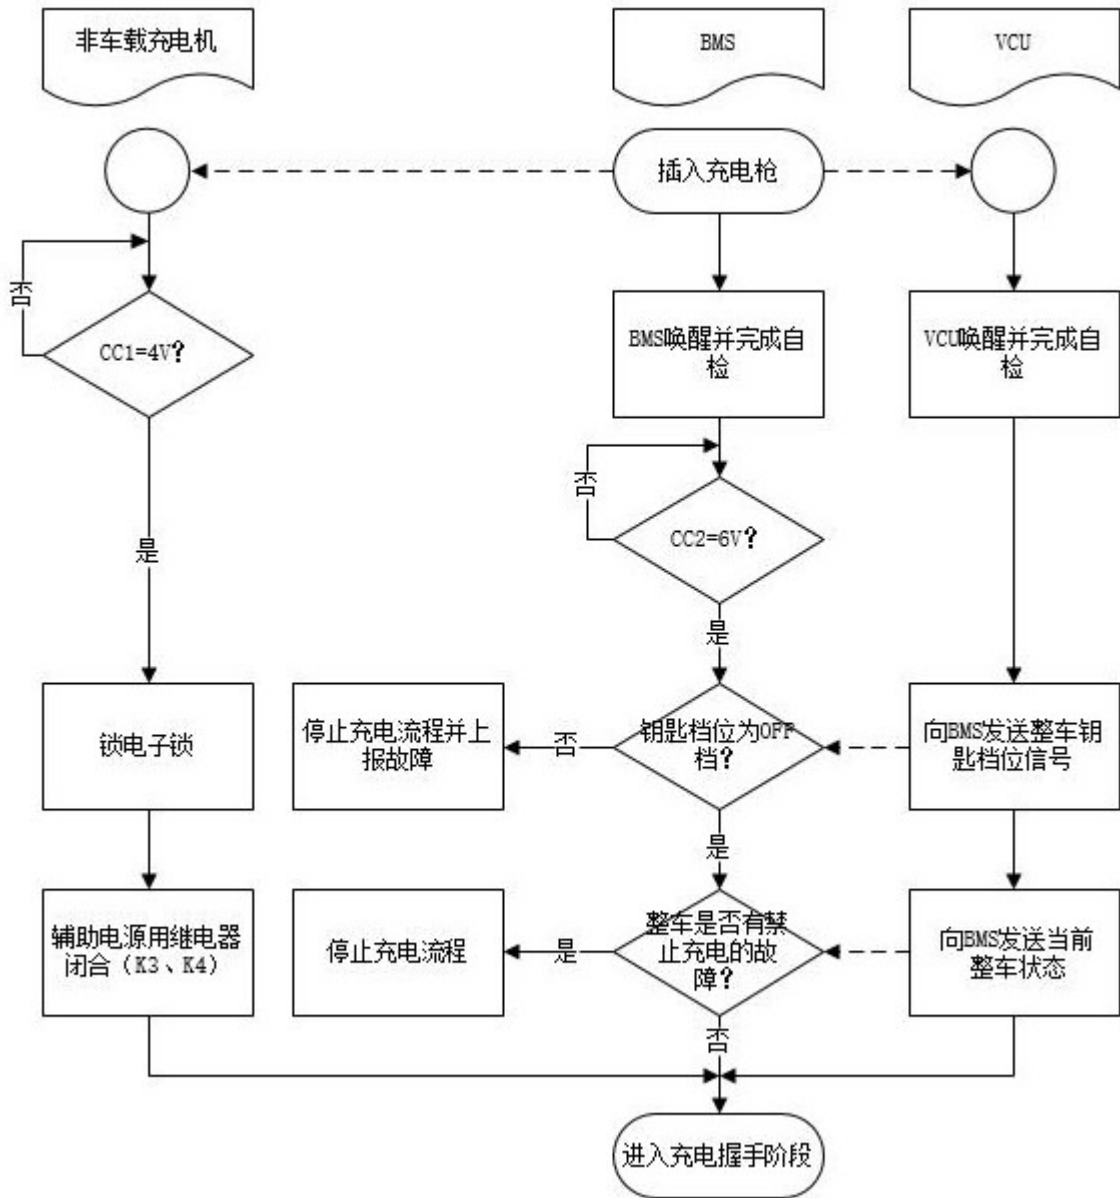 非车载充电机
BMS
VCU
插入充电枪
否
CC1=4V?
BMS唤醒并完成自
检
VCU唤醒并完成自
检
否
CC2=6V?
是
是
锁电子锁
停止充电流程并上
报故障
否
钥匙档位为OFF
档?
向BMS发送整车钥
匙档位信号
是
辅助电源用继电器
闭合（K3、K4）
停止充电流程
是
整车是否有禁
止充电的故
障?
向BMS发送当前
整车状态
否
进入充电握手阶段